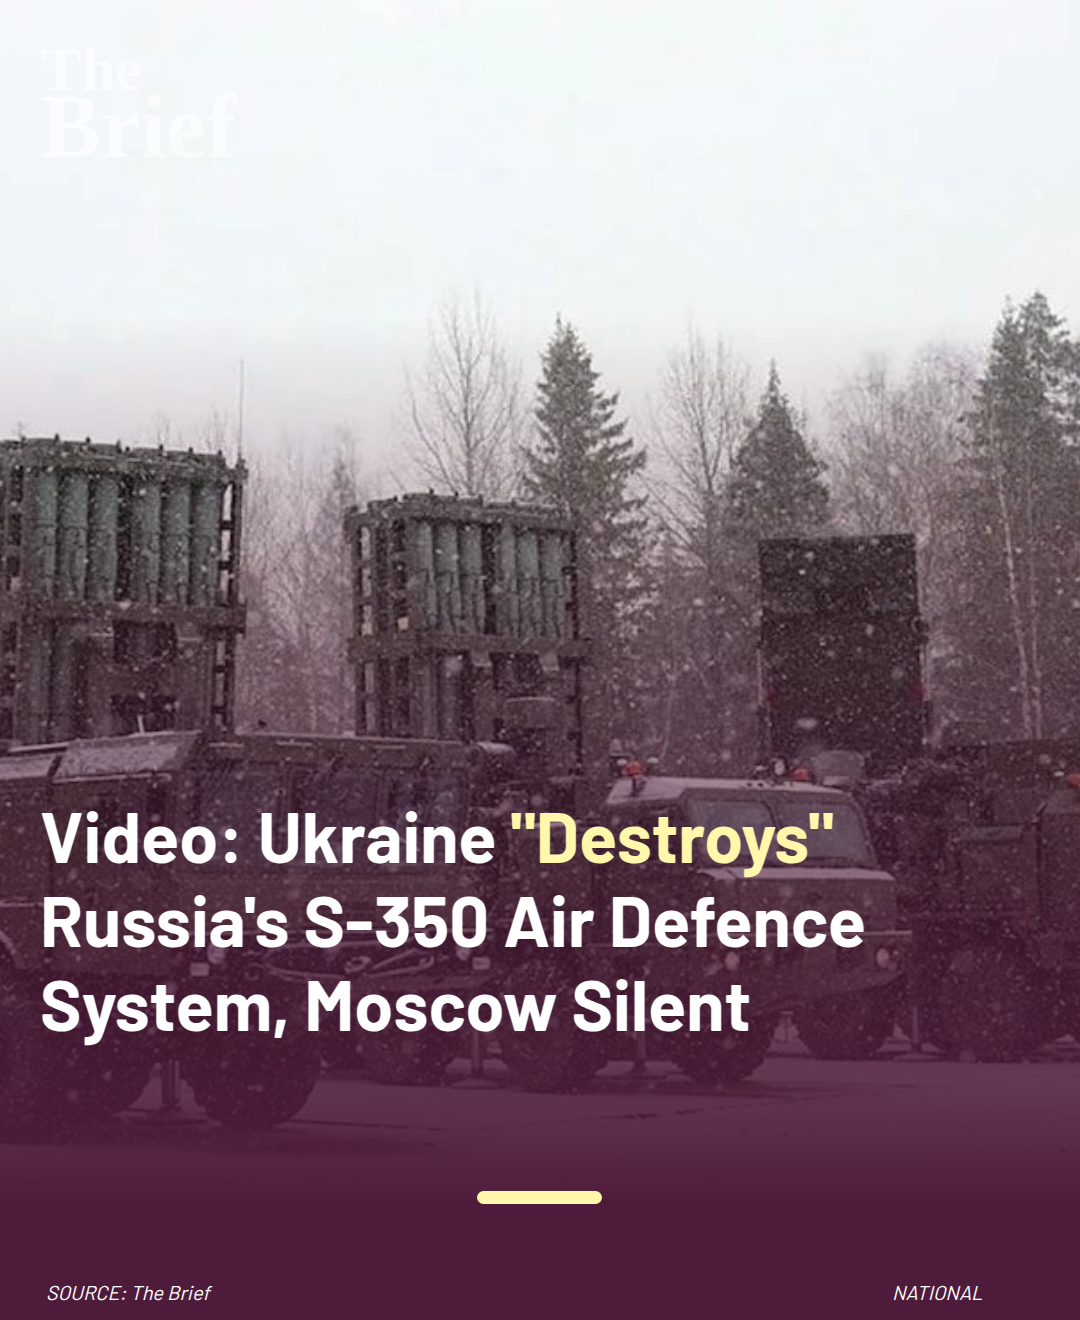 The
Brief
Video: Ukraine "Destroys"
Russia's S-350 Air Defence
System, Moscow Silent
SOURCE: The Brief
NATIONAL